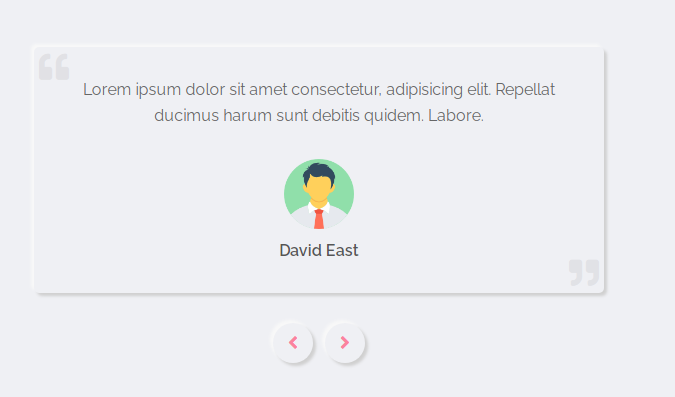 Lorem ipsum dolor sit amet consectetur, adipisicing elit. Repellat
ducimus harum sunt debitis quidem. Labore.
David East